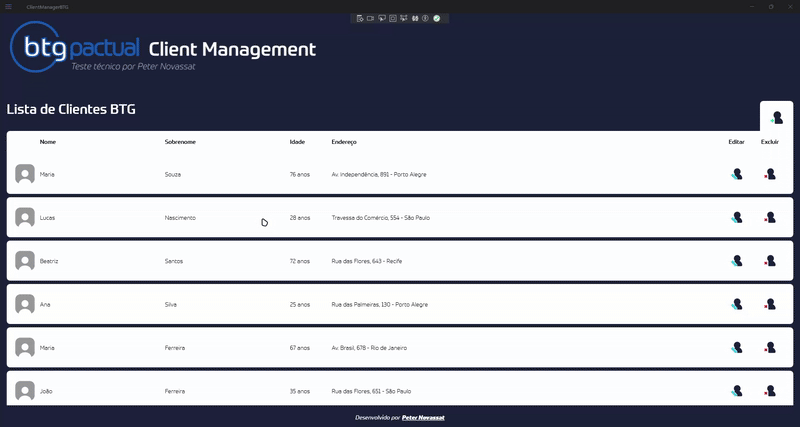 ClientManagerBTG
btgpactual Client Management
Teste técnico por Peter Novassat
Lista de Clientes BTG
Nome Sobrenome Idade Endereço Editar Excluir
Maria Souza 76 anos Av. Independência, 891 - Porto Alegre
Lucas Nascimento 28 anos Travessa do Comércio, 554 - São Paulo
Beatriz Santos 72 anos Rua das Flores, 643 - Recife
Ana Silva 25 anos Rua das Palmeiras, 130 - Porto Alegre
Maria Ferreira 67 anos Av. Brasil, 678 - Rio de Janeiro
João Ferreira 35 anos Rua das Flores, 651 - São Paulo
Desenvolvido por Peter Novassat